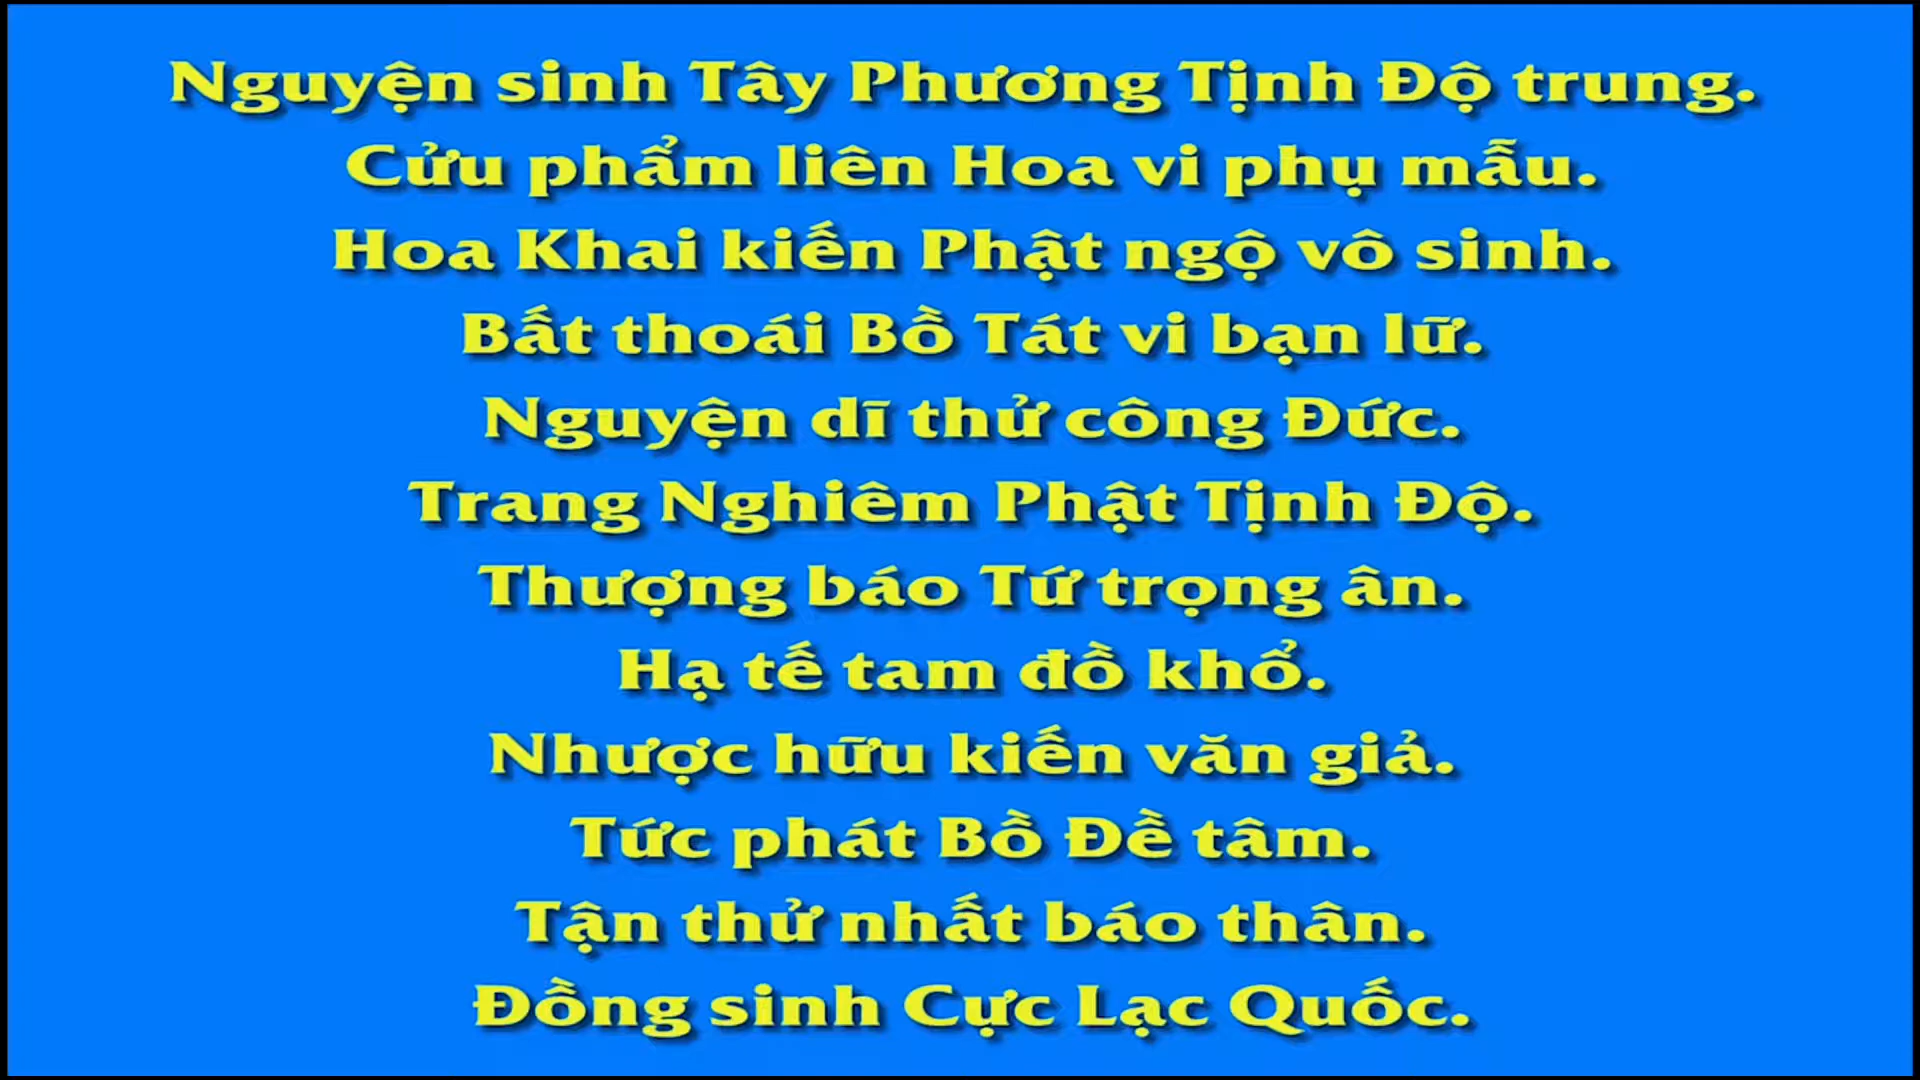 Nguyện sinh Tây Phương Tịnh Độ trung.
Cửu phẩm liên Hoa vi phụ mẫu.
Hoa Khai kiến Phật ngộ vô sinh.
Bất thoái Bồ Tát vi bạn lữ.
Nguyện dĩ thử công Đức.
Trang Nghiêm Phật Tịnh Độ.
Thượng báo Tứ trọng ân.
Hạ tế tam đồ khổ.
Nhược hữu kiến văn giả.
Tức phát Bồ Đề tâm.
Tận thử nhất báo thân.
Đồng sinh Cực Lạc Quốc.